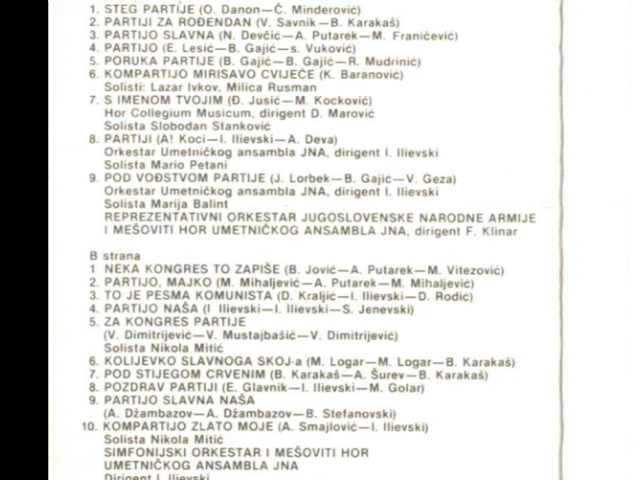 1. STEG PARTIJE (O. Danon—Č. Minderović)
2. PARTIJI ZA ROĐENDAN (V. Savnik—B. Karakaš)
3. PARTIJO SLAVNA (N. Devčić—A. Putarek—M. Franičević)
4. PARTIJO (E. Lesić—B. Gajić—s. Vuković)
5. PORUKA PARTIJE (B. Gajić—B. Gajić—R. Mudrinić)
6. KOMPARTIJO MIRISAVO CVIJEĆE (K. Baranović)
Solisti: Lazar Ivkov, Milica Rusman
7. S IMENOM TVOJIM (Đ. Jusić—M. Kocković)
Hor Collegium Musicum, dirigent D. Marović
Solista Slobodan Stanković
8. PARTIJI (A! Koci—I. Ilievski—A. Deva)
Orkestar Umetničkog ansambla JNA, dirigent I. Ilievski
Solista Mario Petani
9. POD VOĐSTVOM PARTIJE (J. Lorbek—B. Gajić—V. Geza)
Orkestar Umetničkog ansambla JNA, dirigent I. Ilievski
Solista Marija Balint
REPREZENTATIVNI ORKESTAR JUGOSLOVENSKE NARODNE ARMIJE
I MEŠOVITI HOR UMETNIČKOG ANSAMBLA JNA, dirigent F. Klinar
B strana
1 NEKA KONGRES TO ZAPIŠE (B. Jović—A. Putarek—M. Vitezović)
2. PARTIJO, MAJKO (M. Mihaljević—A. Putarek—M. Mihaljević)
3. TO JE PESMA KOMUNISTA (D. Kraljić—I. Ilievski—D. Rodić)
4. PARTIJO NAŠA (I Ilievski—I. Ilievski—S. Jenevski)
5. ZA KONGRES PARTIJE
(V. Dimitrijević—V. Mustajbašić—V. Dimitrijević)
Solista Nikola Mitić
6. KOLIJEVKO SLAVNOGA SKOJ-a (M. Logar—M. Logar—B. Karakaš)
7. POD STIJEGOM CRVENIM (B. Karakaš—A. Šurev—B. Karakaš)
8. POZDRAV PARTIJI (E. Glavnik—I. Ilievski—M. Golar)
9. PARTIJO SLAVNA NAŠA
(A. Džambazov—A. Džambazov—B. Stefanovski)
10. KOMPARTIJO ZLATO MOJE (A. Smajlović—I. Ilievski)
Solista Nikola Mitić
SIMFONIJSKI ORKESTAR I MEŠOVITI HOR
UMETNIČKOG ANSAMBLA JNA
Dirigent I. Ilievski